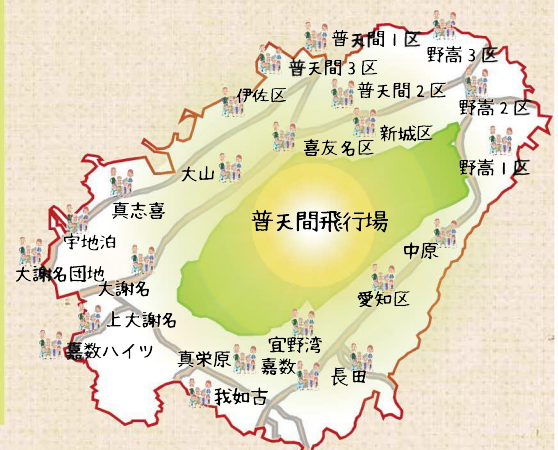 普天間1区
野嵩3区
普天間3区
伊佐区
普天間2区
野嵩2区
新城区
喜友名区
野嵩1区
大山
真志喜
普天間飛行場
宇地泊
中原
大謝名団地
大謝名
愛知区
上大謝名
嘉数ハイツ
宜野湾
真栄原
嘉数
長田
我如古